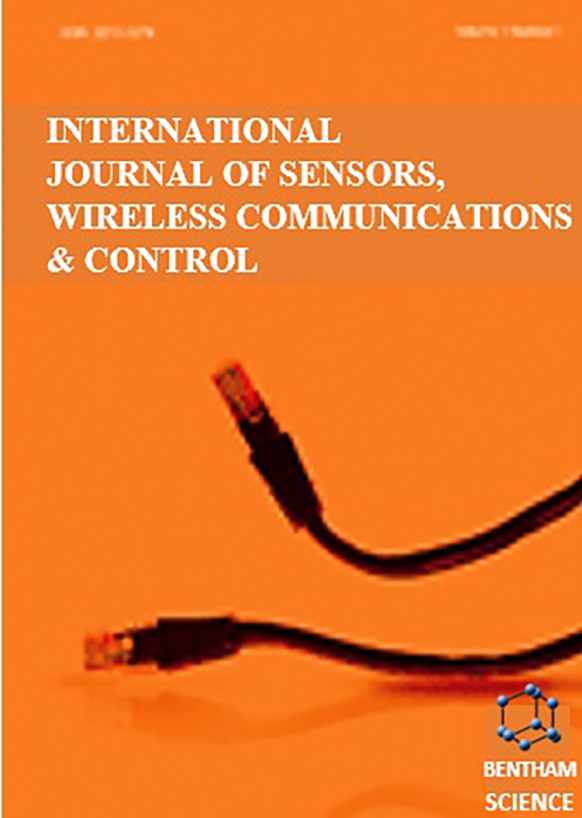 INTERNATIONAL
JOURNAL OF SENSORS,
WIRELESS COMMUNICATIONS
& CONTROL
BENTHAM
SCIENCE